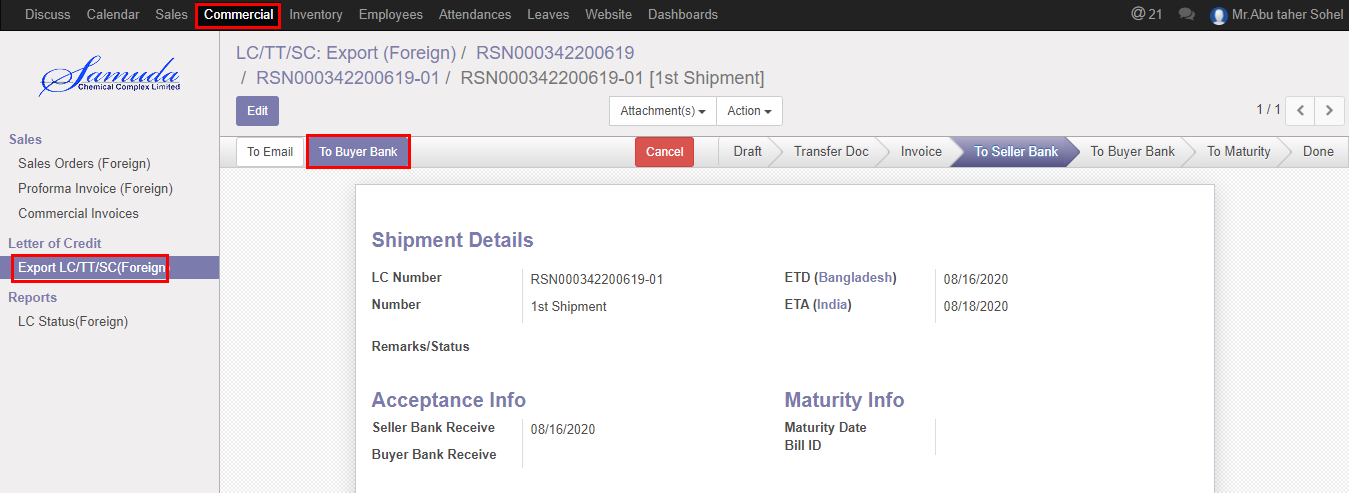 Discuss Calendar Sales Commercial Inventory Employees Attendances Leaves Website Dashboards @ 21 Mr.Abu taher Sohel
Samuda
Chemical Complex Limited
Sales
Sales Orders (Foreign)
Proforma Invoice (Foreign)
Commercial Invoices
Letter of Credit
Export LC/TT/SC(Foreign
Reports
LC Status(Foreign)
LC/TT/SC: Export (Foreign) / RSN000342200619
/ RSN000342200619-01 / RSN000342200619-01 [1st Shipment]
Edit Attachment(s) Action 1 / 1
To Email To Buyer Bank Cancel Draft Transfer Doc Invoice To Seller Bank To Buyer Bank To Maturity Done
Shipment Details
LC Number RSN000342200619-01 ETD (Bangladesh) 08/16/2020
Number 1st Shipment ETA (India) 08/18/2020
Remarks/Status
Acceptance Info Maturity Info
Seller Bank Receive 08/16/2020 Maturity Date
Bill ID
Buyer Bank Receive